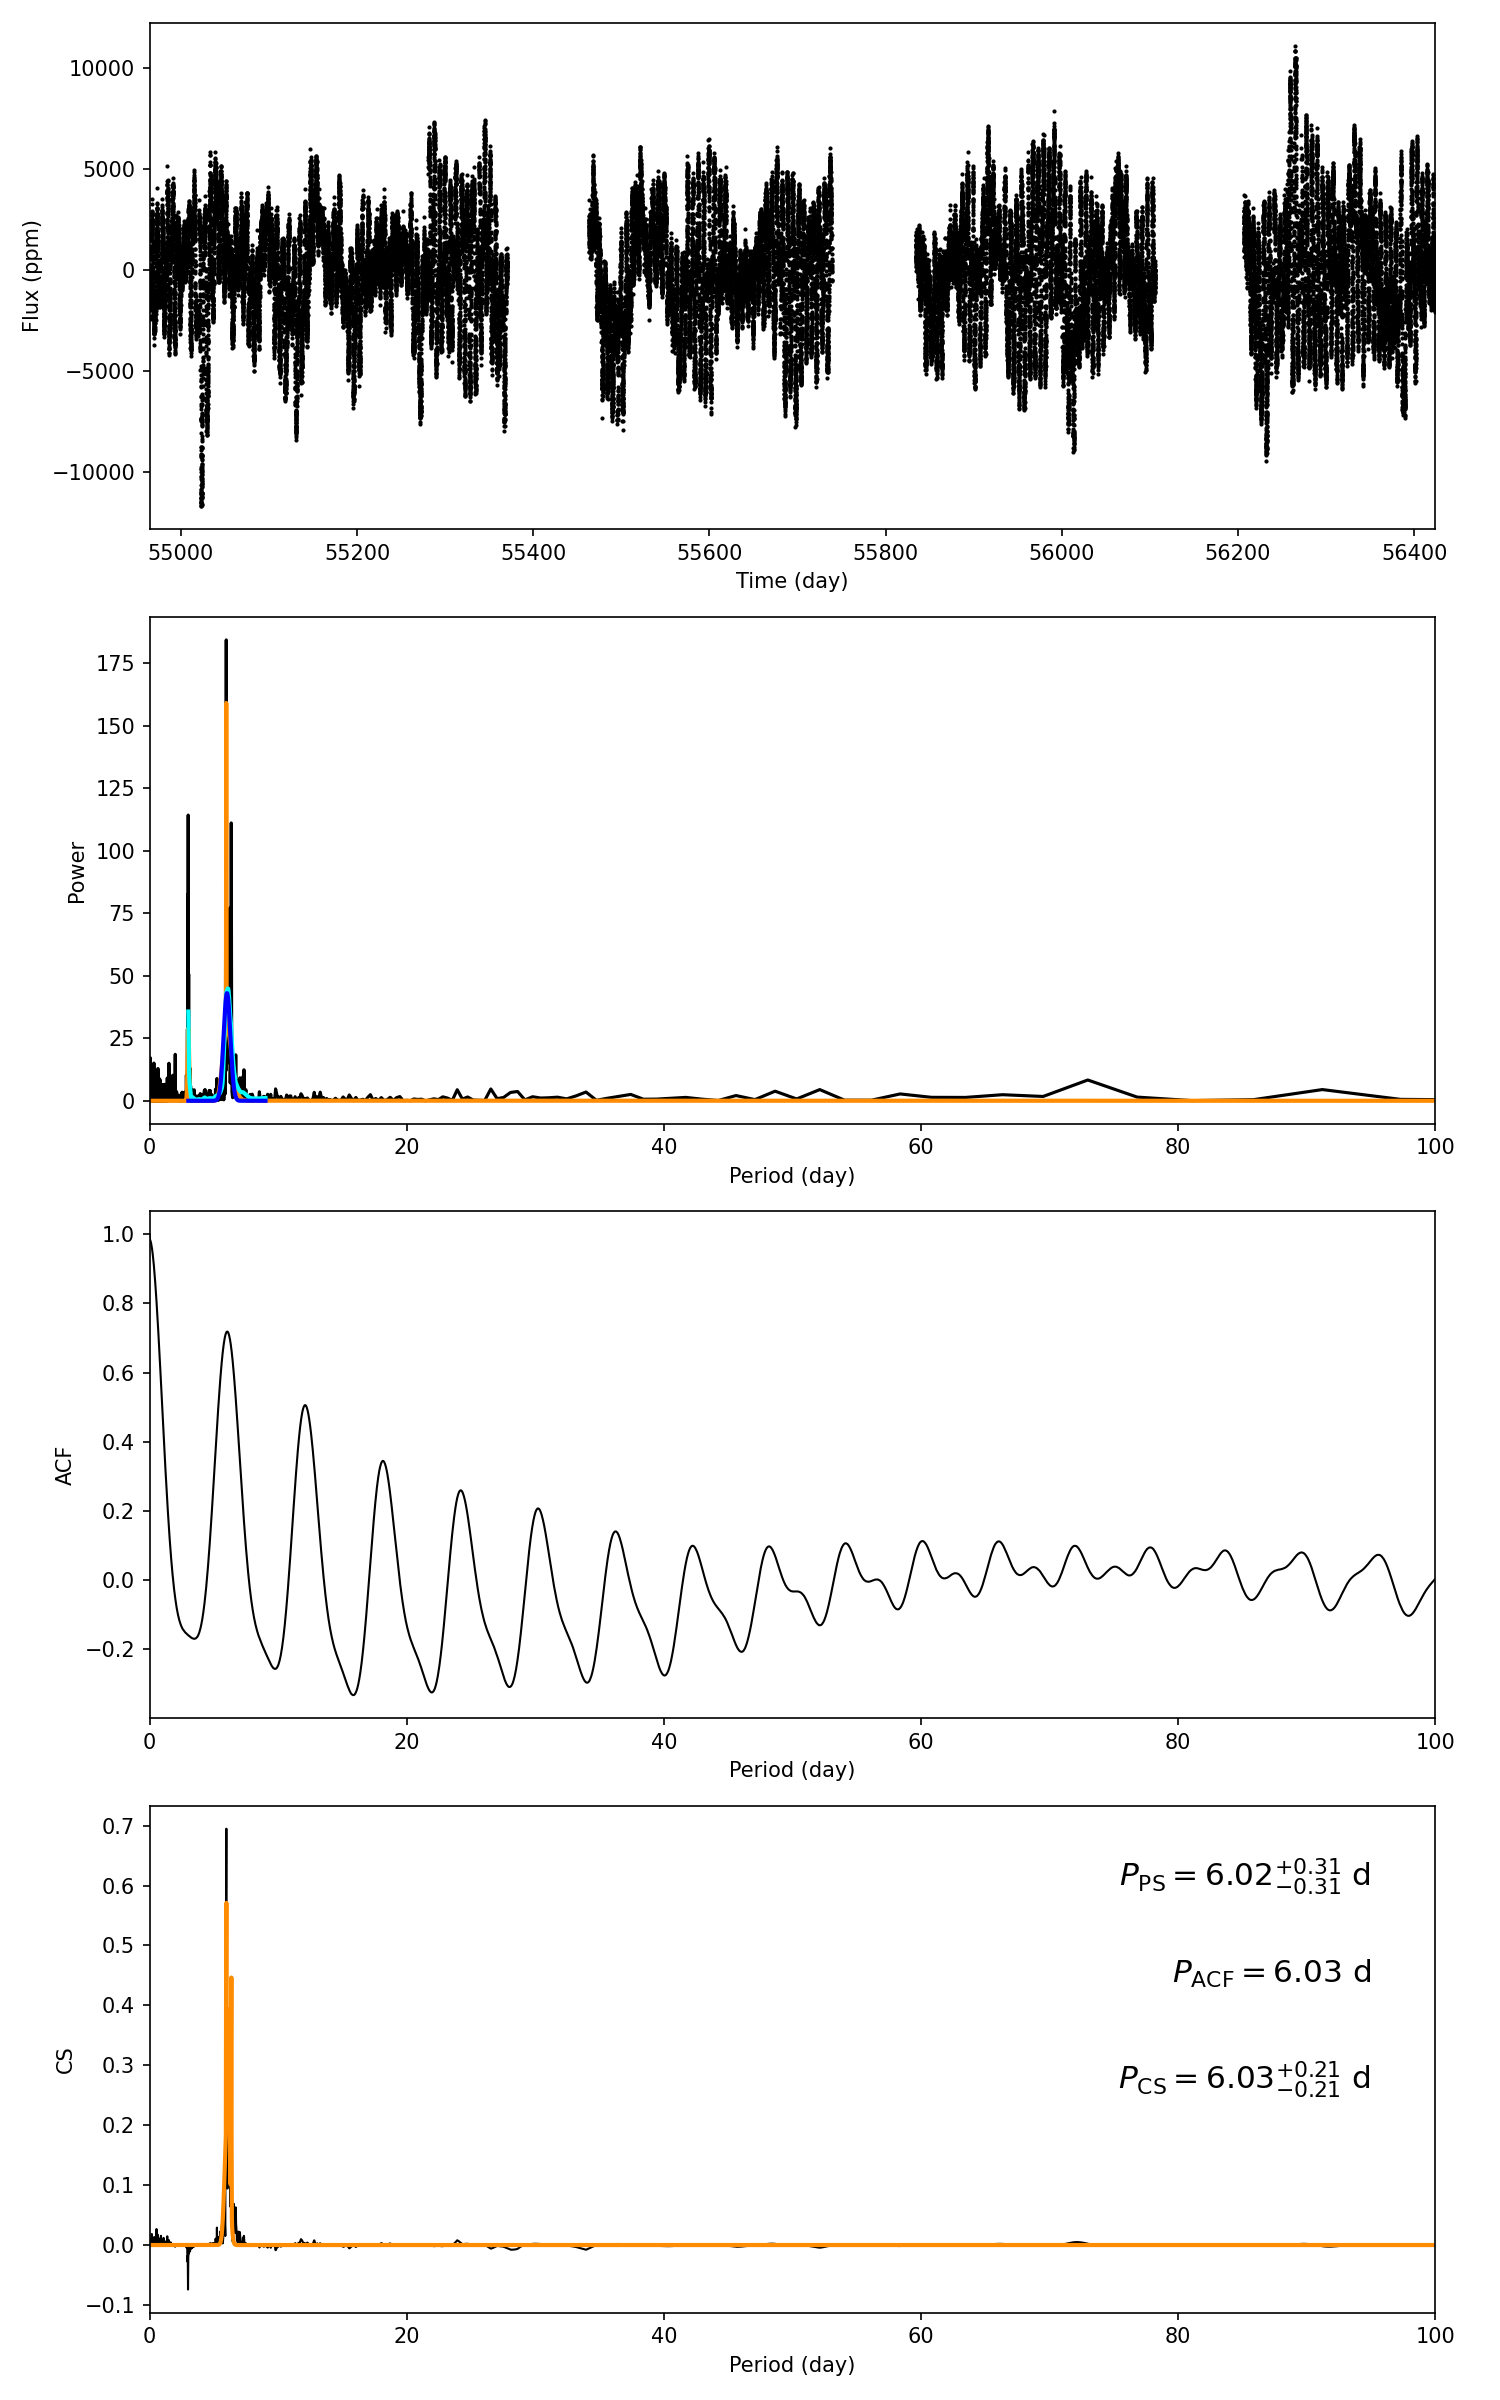 10000
5000
0
−5000
−10000
Flux (ppm)
55000 55200 55400 55600 55800 56000 56200 56400
Time (day)
175
150
125
100
75
50
25
0
Power
0 20 40 60 80 100
Period (day)
1.0
0.8
0.6
0.4
0.2
0.0
−0.2
ACF
0 20 40 60 80 100
Period (day)
0.7
0.6
0.5
0.4
0.3
0.2
0.1
0.0
−0.1
CS
P_PS = 6.02 +0.31 −0.31 d
P_ACF = 6.03 d
P_CS = 6.03 +0.21 −0.21 d
0 20 40 60 80 100
Period (day)